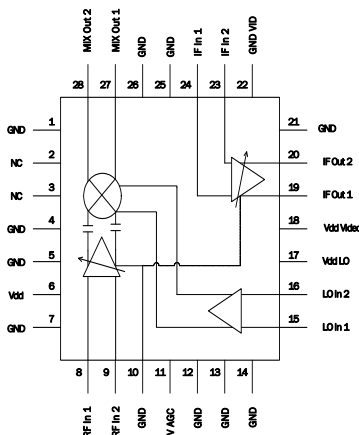 MIX Out 2
MIX Out 1
GND
GND
IF In 1
IF In 2
GND VID
28 27 26 25 24 23 22
GND 1
NC 2
NC 3
GND 4
GND 5
Vdd 6
GND 7
21 GND
20 IF Out 2
19 IF Out 1
18 Vdd Video
17 Vdd LO
16 LO In 2
15 LO In 1
8 9 10 11 12 13 14
RF In 1
RF In 2
GND
V AGC
GND
GND
GND